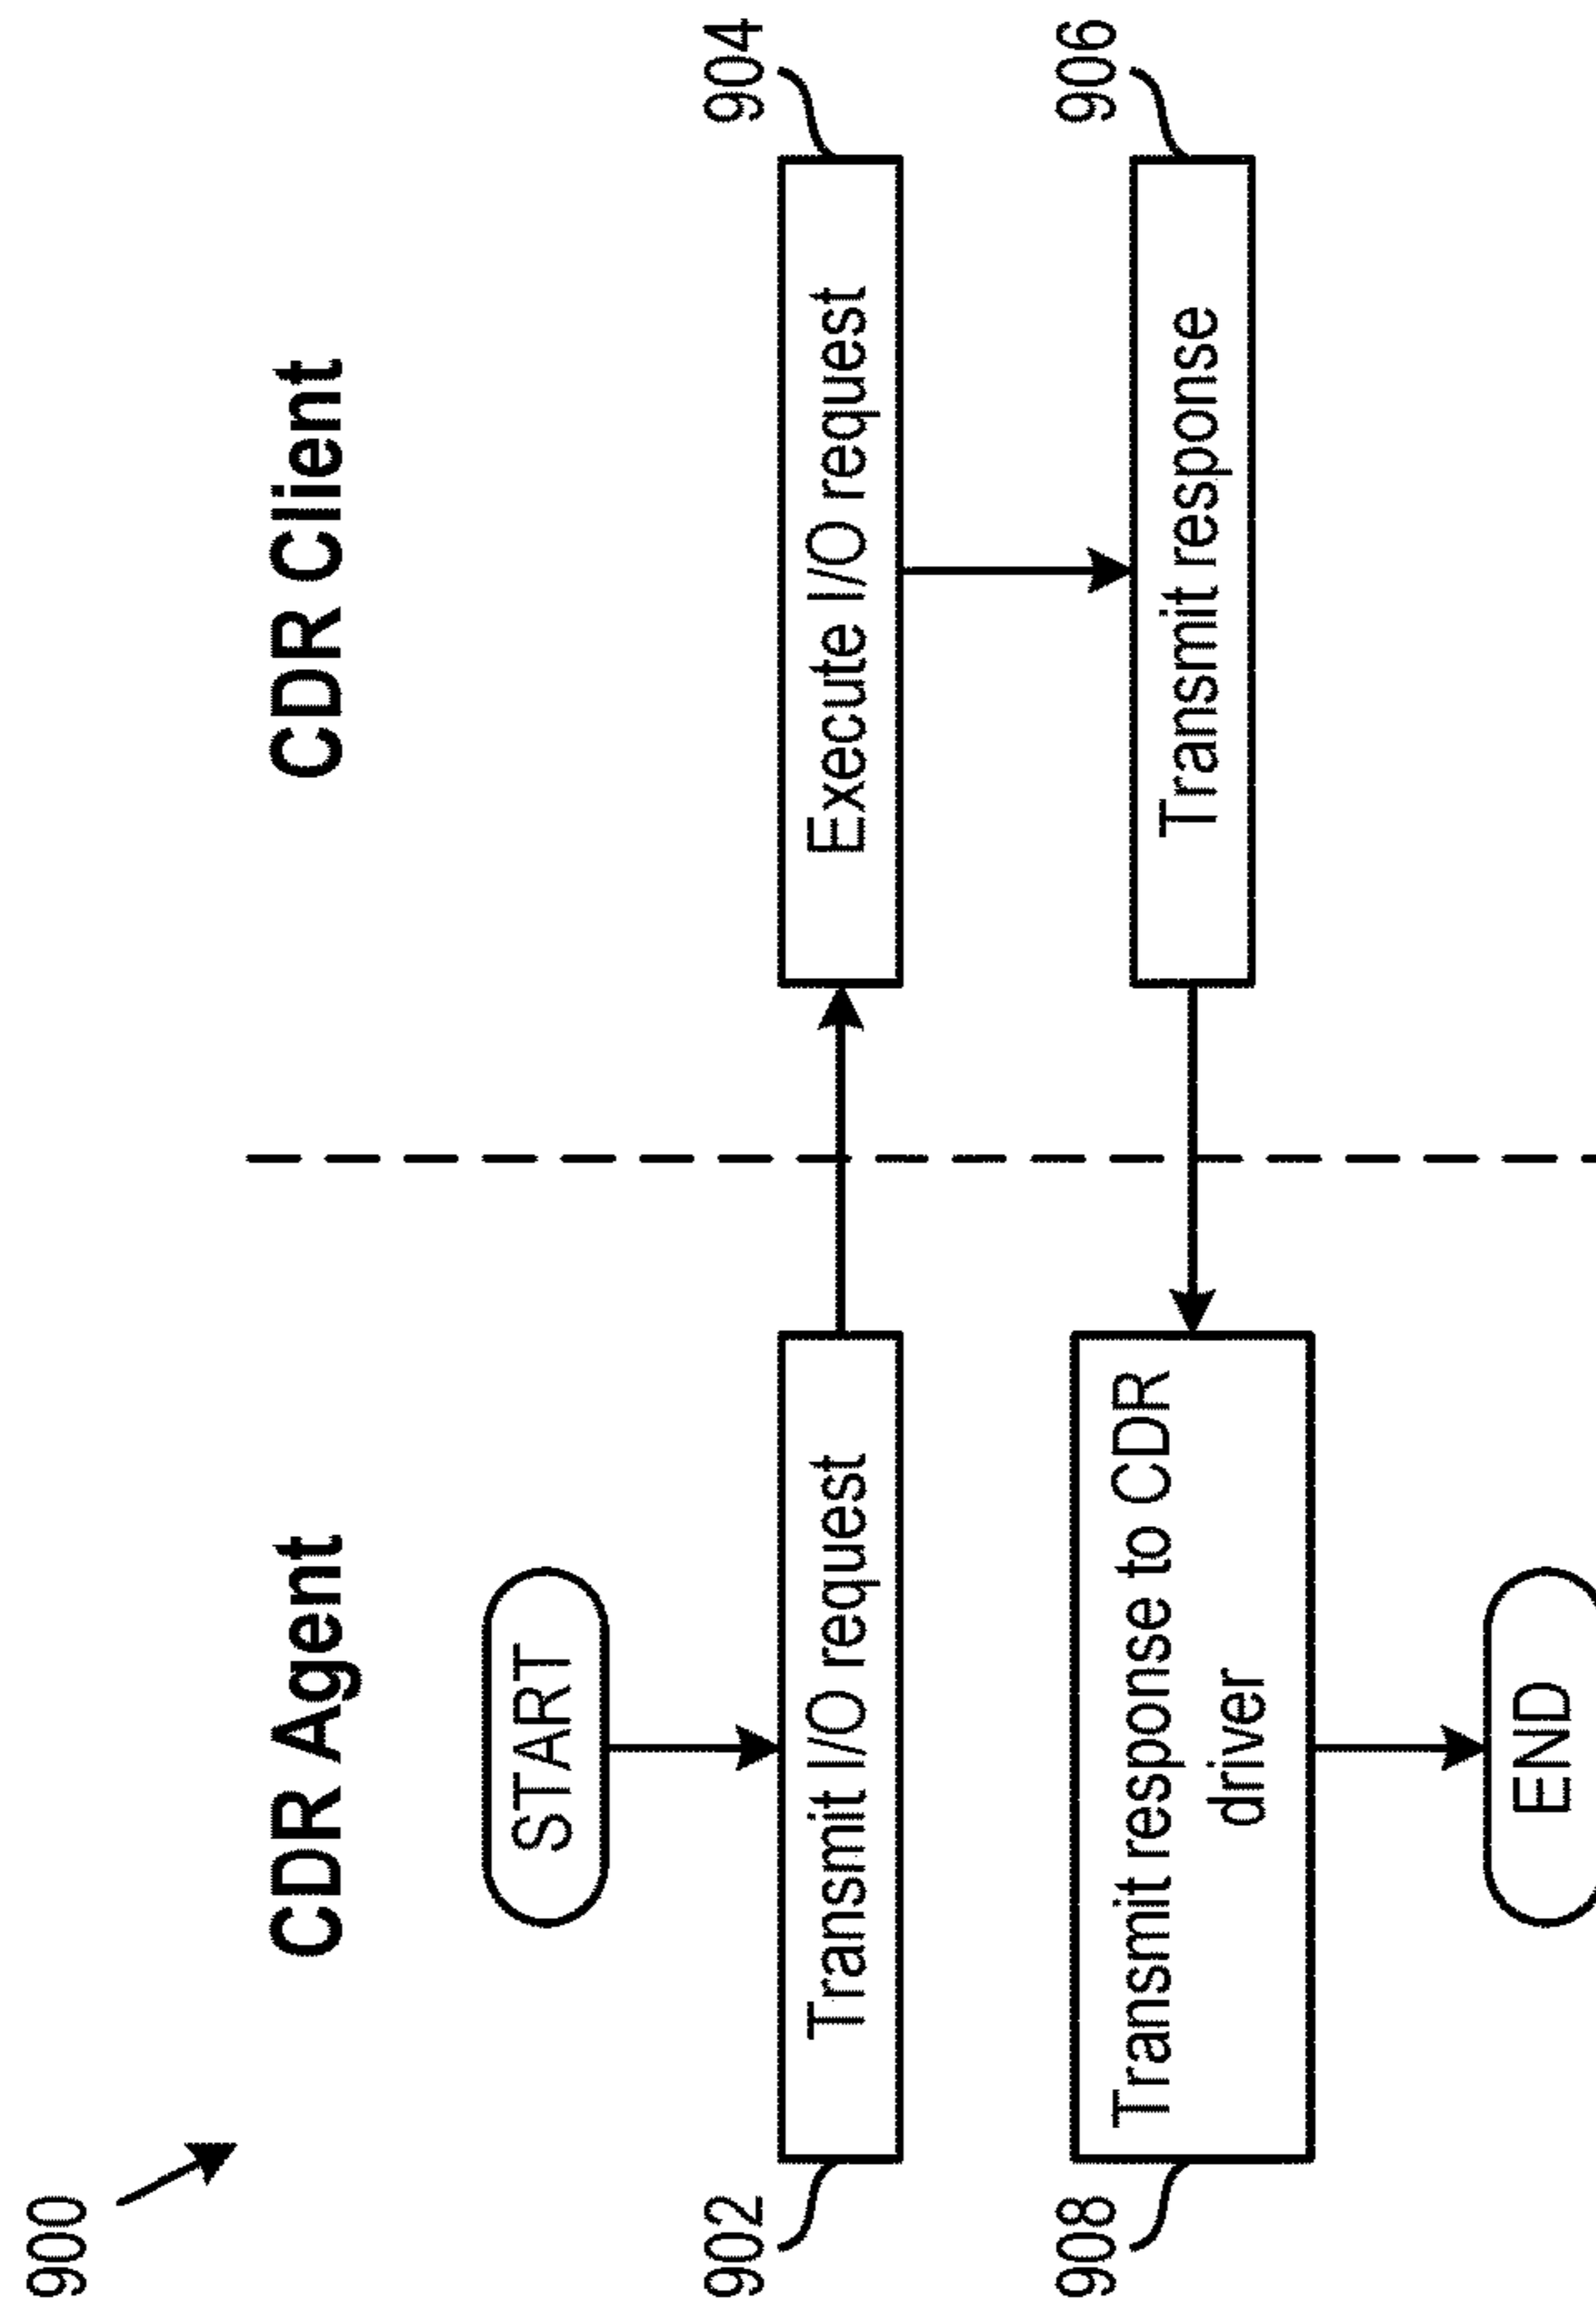 900
CDR Agent
CDR Client
START
902
Transmit I/O request
Execute I/O request
904
908
Transmit response to CDR
driver
Transmit response
906
END